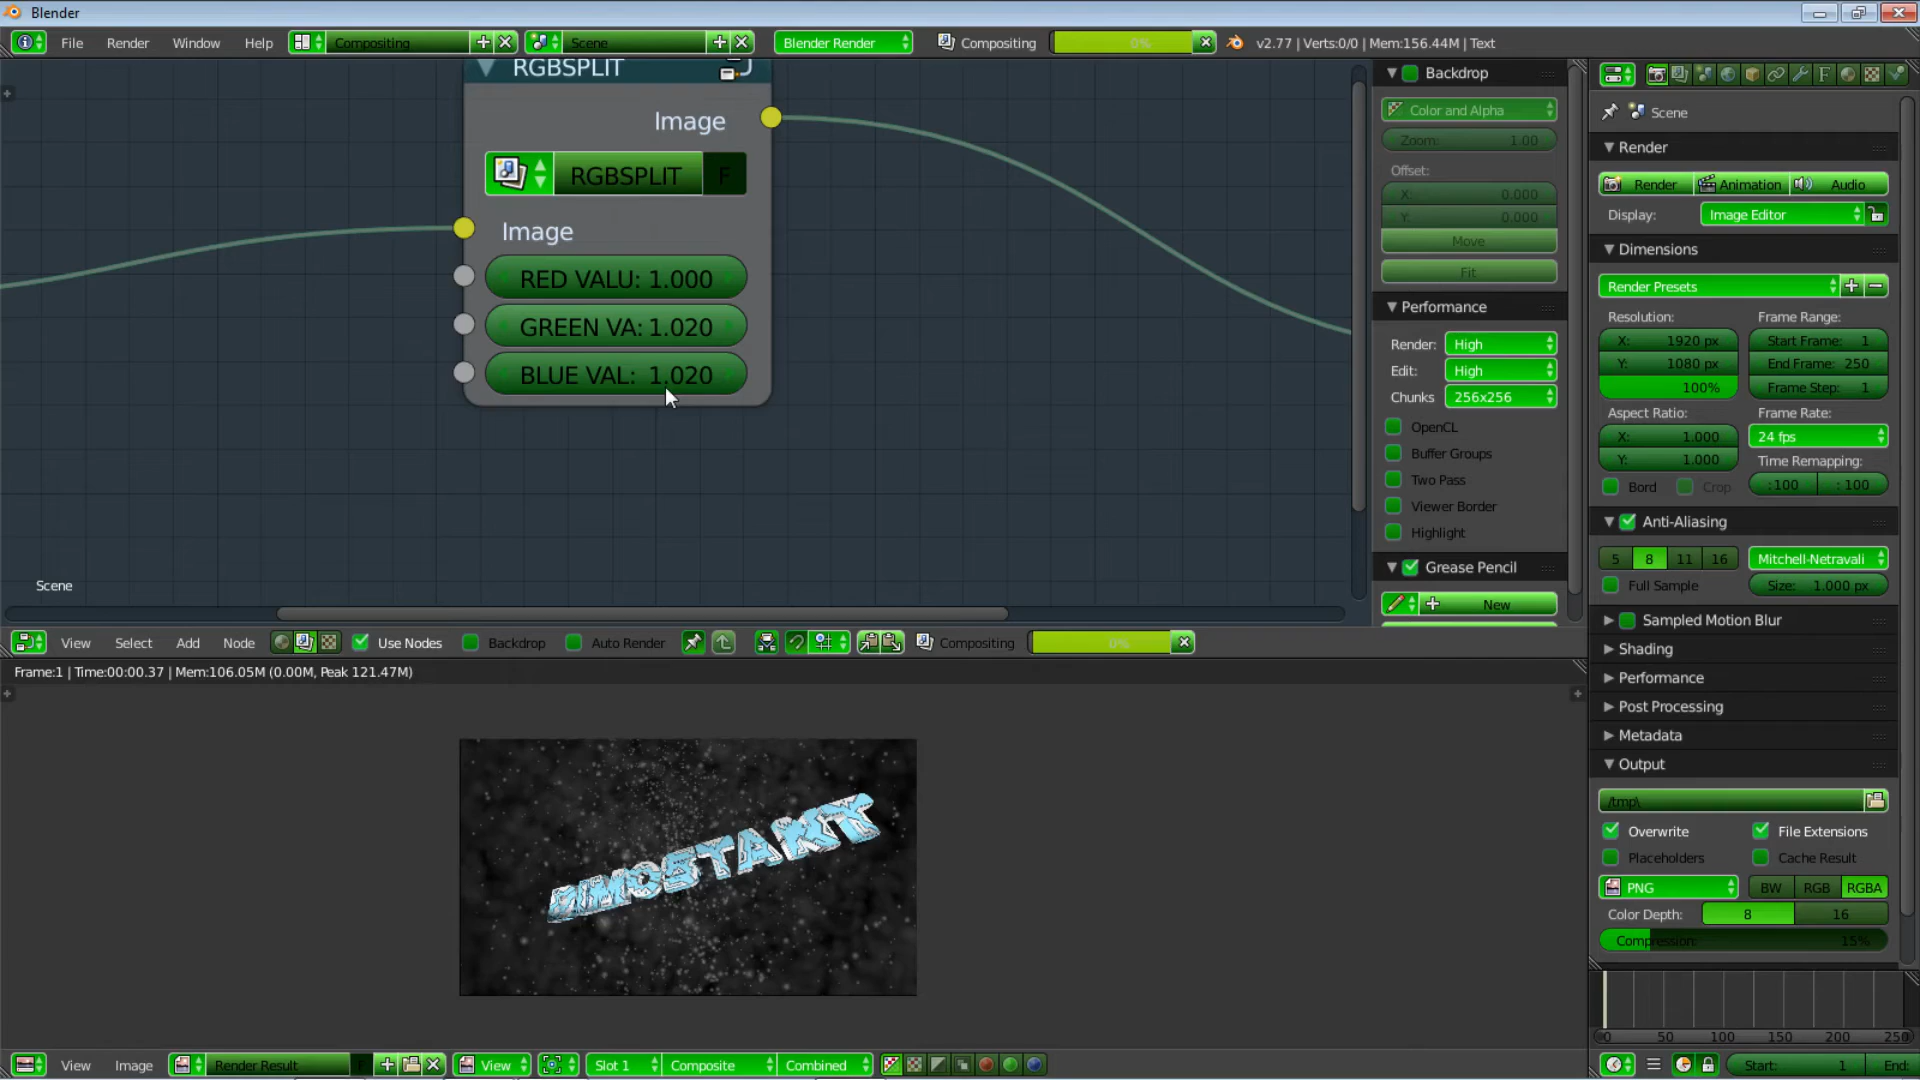 Blender
File Render Window Help Compositing Scene Blender Render Compositing 0% v2.77 | Verts:0/0 | Mem:156.44M | Text
RGBSPLIT
Image
RGBSPLIT F
Image
RED VALU: 1.000
GREEN VA: 1.020
BLUE VAL: 1.020
Scene
Backdrop
Color and Alpha
Zoom: 1.00
Offset:
X: 0.000
Y: 0.000
Move
Fit
Performance
Render: High
Edit: High
Chunks 256x256
OpenCL
Buffer Groups
Two Pass
Viewer Border
Highlight
Grease Pencil
New
View Select Add Node Use Nodes Backdrop Auto Render Compositing 0%
Frame:1 | Time:00:00.37 | Mem:106.05M (0.00M, Peak 121.47M)
View Image Render Result F View Slot 1 Composite Combined
Scene
Render
Render Animation Audio
Display: Image Editor
Dimensions
Render Presets
Resolution: Frame Range:
X: 1920 px Start Frame: 1
Y: 1080 px End Frame: 250
100% Frame Step: 1
Aspect Ratio: Frame Rate:
X: 1.000 24 fps
Y: 1.000 Time Remapping:
Bord Crop :100 :100
Anti-Aliasing
5 8 11 16 Mitchell-Netravali
Full Sample Size: 1.000 px
Sampled Motion Blur
Shading
Performance
Post Processing
Metadata
Output
/tmp\
Overwrite File Extensions
Placeholders Cache Result
PNG BW RGB RGBA
Color Depth: 8 16
Compression: 15%
0 50 100 150 200 250
Start: 1 End: